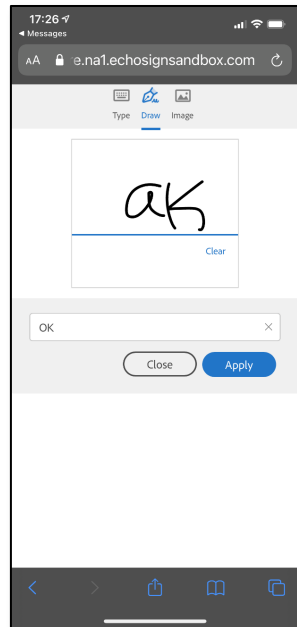 17:26
Messages
AA e.na1.echosignsandbox.com
Type Draw Image
aK
Clear
OK
Close Apply